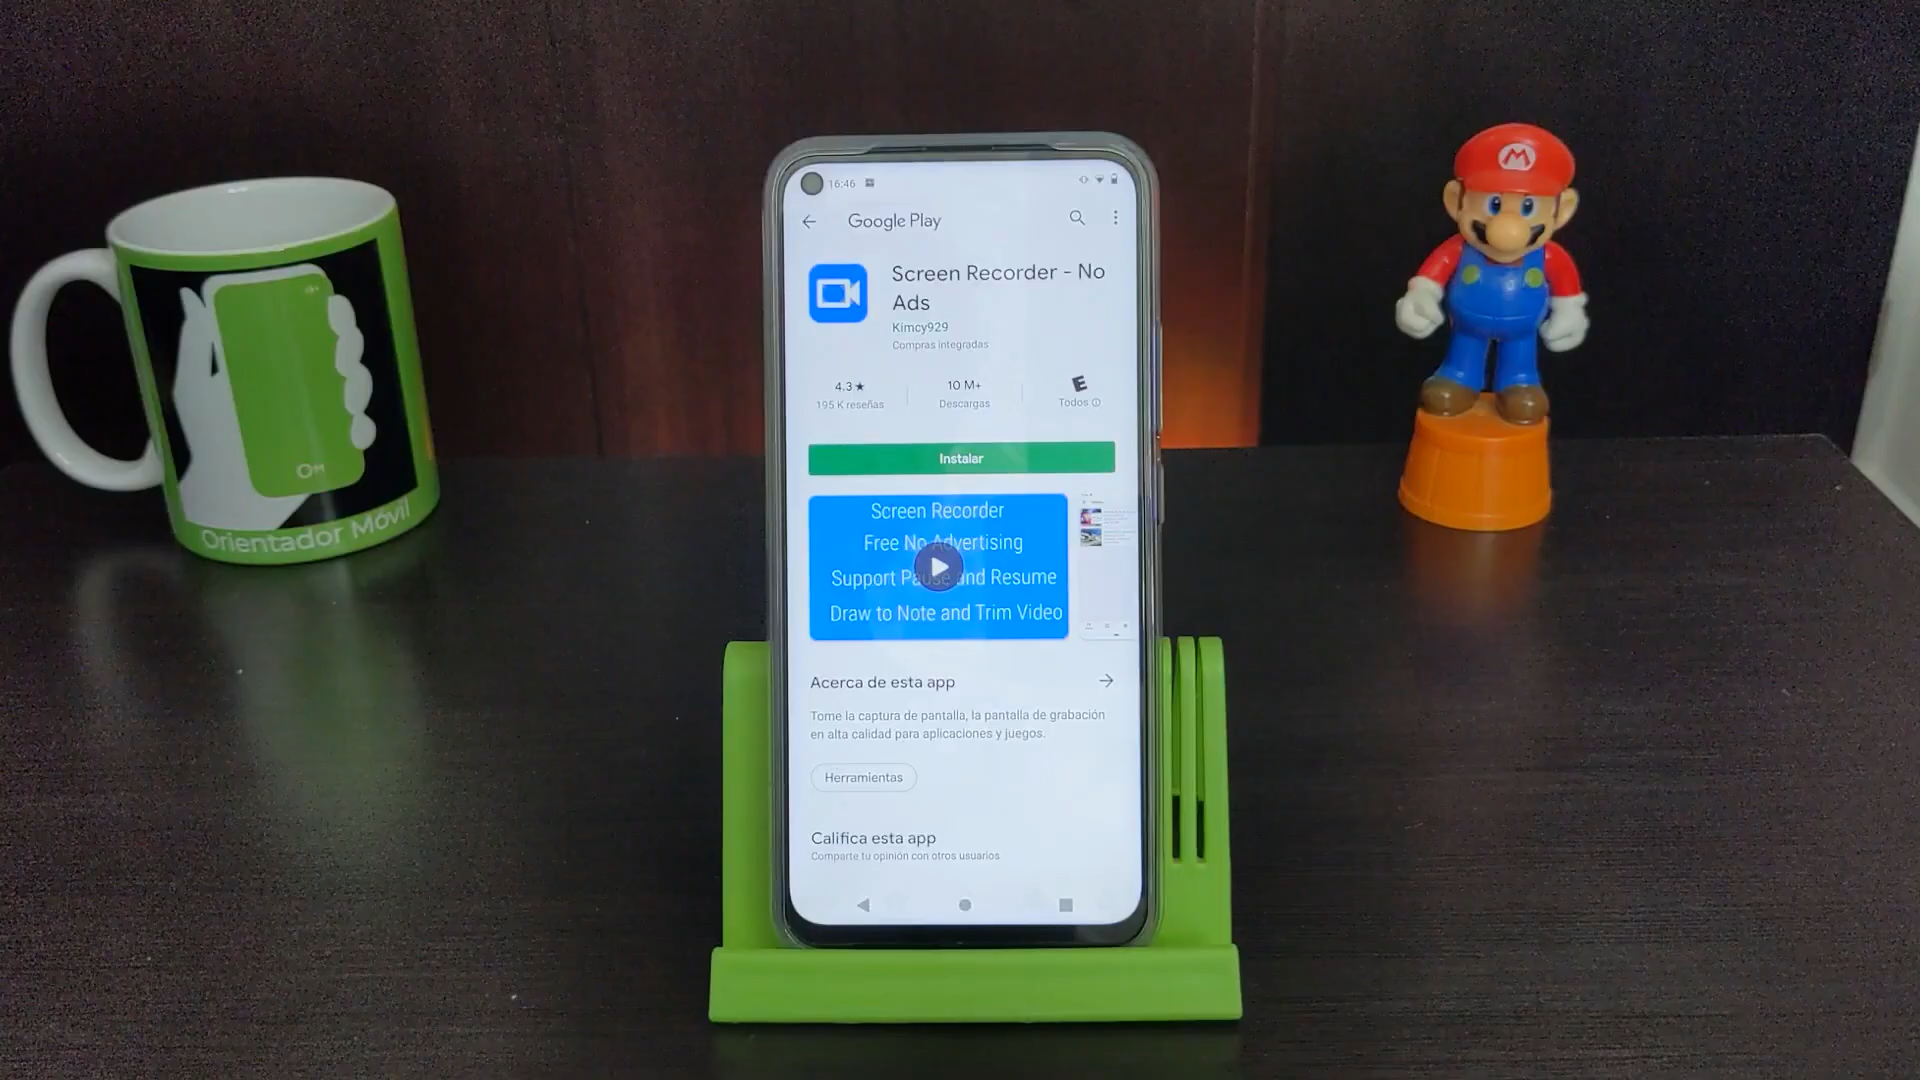 16:46
Google Play
Screen Recorder - No
Ads
Kimcy929
Compras integradas
4.3★
195 K reseñas
10 M+
Descargas
E
Todos
Instalar
Screen Recorder
Free No Advertising
Support Pause and Resume
Draw to Note and Trim Video
Acerca de esta app
Tome la captura de pantalla, la pantalla de grabación
en alta calidad para aplicaciones y juegos.
Herramientas
Califica esta app
Comparte tu opinión con otros usuarios
OM
Orientador Móvil
M